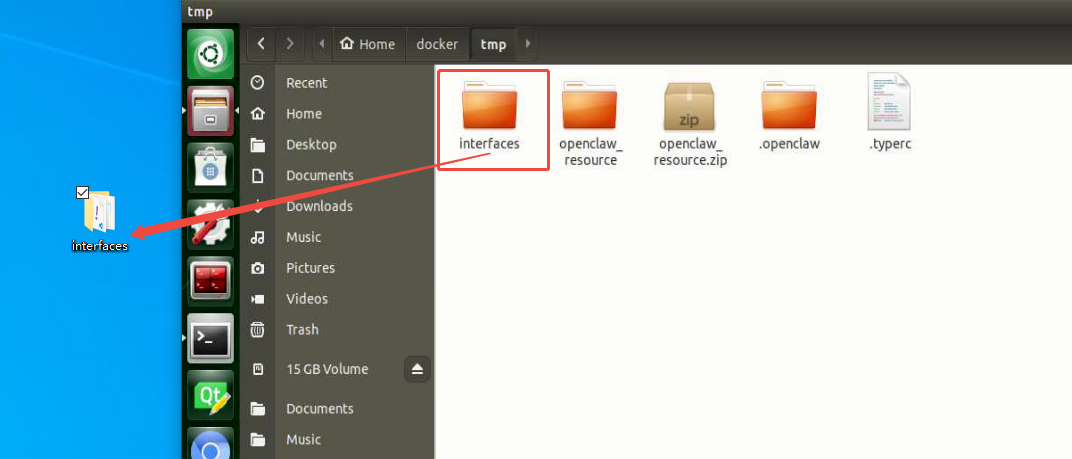 tmp
Home
docker
tmp
Recent
Home
Desktop
Documents
Downloads
Music
Pictures
Videos
Trash
15 GB Volume
Documents
Music
interfaces
openclaw_
resource
zip
openclaw_
resource.zip
.openclaw
.typerc
interfaces
Qt